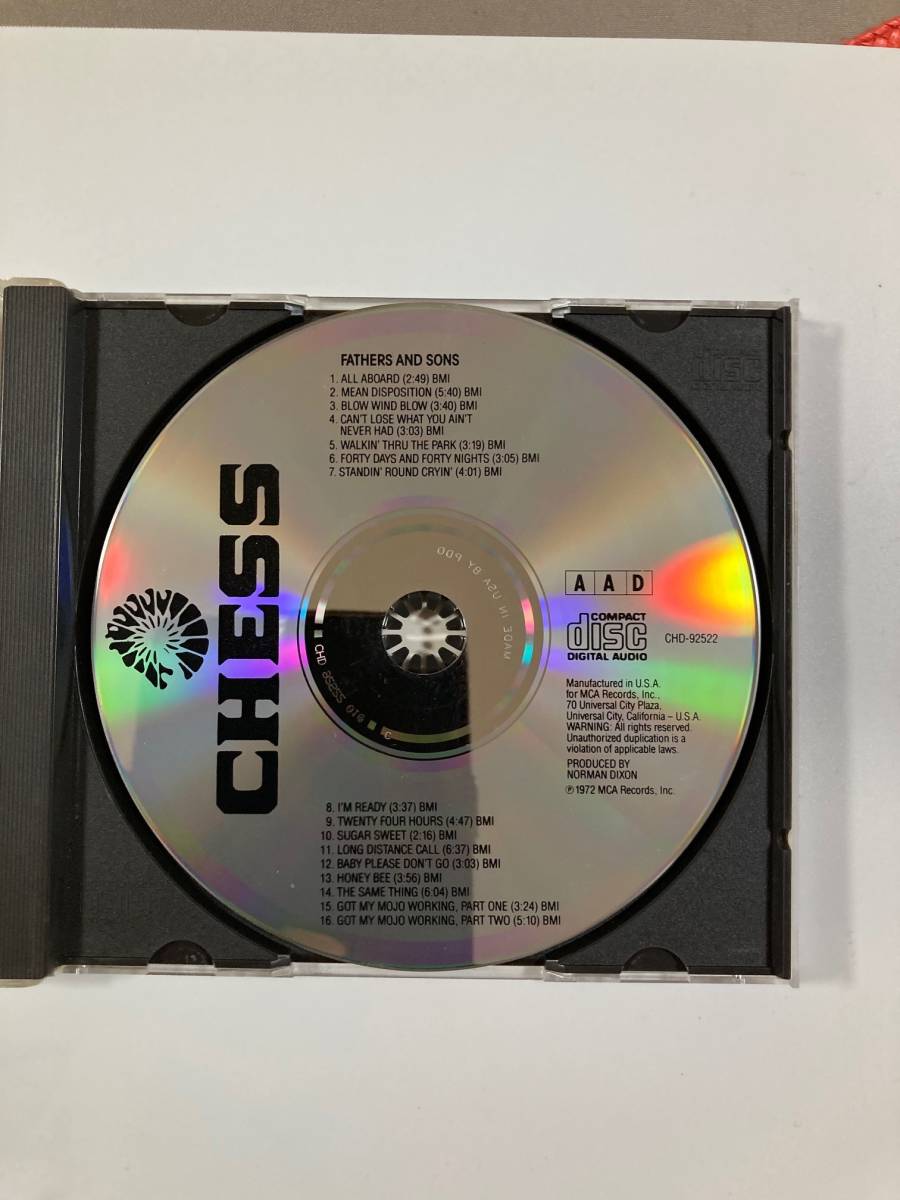 FATHERS AND SONS
1. ALL ABOARD (2:49) BMI
2. MEAN DISPOSITION (5:40) BMI
3. BLOW WIND BLOW (3:40) BMI
4. CAN'T LOSE WHAT YOU AIN'T
NEVER HAD (3:03) BMI
5. WALKIN' THRU THE PARK (3:19) BMI
6. FORTY DAYS AND FORTY NIGHTS (3:05) BMI
7. STANDIN' ROUND CRYIN' (4:01) BMI
CHESS
MADE IN USA BY PDO
CHD
A A D
COMPACT
disc
DIGITAL AUDIO
CHD-92522
Manufactured in U.S.A.
for MCA Records, Inc.,
70 Universal City Plaza,
Universal City, California – U.S.A.
WARNING: All rights reserved.
Unauthorized duplication is a
violation of applicable laws.
PRODUCED BY
NORMAN DIXON
℗ 1972 MCA Records, Inc.
8. I'M READY (3:37) BMI
9. TWENTY FOUR HOURS (4:47) BMI
10. SUGAR SWEET (2:16) BMI
11. LONG DISTANCE CALL (6:37) BMI
12. BABY PLEASE DON'T GO (3:03) BMI
13. HONEY BEE (3:56) BMI
14. THE SAME THING (6:04) BMI
15. GOT MY MOJO WORKING, PART ONE (3:24) BMI
16. GOT MY MOJO WORKING, PART TWO (5:10) BMI
disc